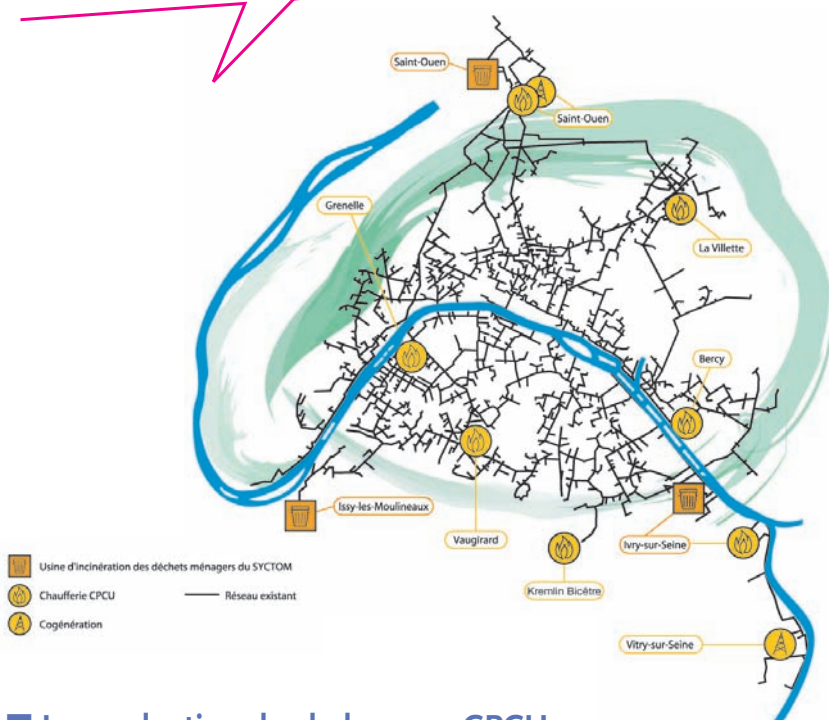 Saint-Ouen
Saint-Ouen
Grenelle
La Villette
Bercy
Issy-les-Moulineaux
Vaugirard
Ivry-sur-Seine
Kremlin Bicêtre
Vitry-sur-Seine
Usine d'incinération des déchets ménagers du SYCTOM
Chaufferie CPCU
Réseau existant
Cogénération